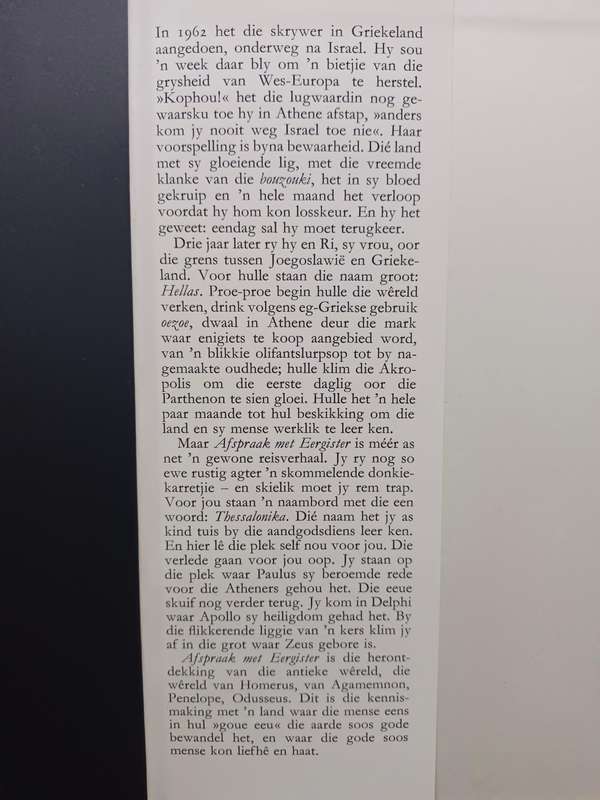 In 1962 het die skrywer in Griekeland
aangedoen, onderweg na Israel. Hy sou
'n week daar bly om 'n bietjie van die
grysheid van Wes-Europa te herstel.
»Kophou!« het die lugwaardin nog ge-
waarsku toe hy in Athene afstap, »anders
kom jy nooit weg Israel toe nie«. Haar
voorspelling is byna bewaarheid. Dié land
met sy gloeiende lig, met die vreemde
klanke van die bouzouki, het in sy bloed
gekruip en 'n hele maand het verloop
voordat hy hom kon losskeur. En hy het
geweet: eendag sal hy moet terugkeer.
Drie jaar later ry hy en Ri, sy vrou, oor
die grens tussen Joegoslawië en Grieke-
land. Voor hulle staan die naam groot:
Hellas. Proe-proe begin hulle die wêreld
verken, drink volgens eg-Griekse gebruik
oezoe, dwaal in Athene deur die mark
waar enigiets te koop aangebied word,
van 'n blikkie olifantslurpsop tot by na-
gemaakte oudhede; hulle klim die Akro-
polis om die eerste daglig oor die
Parthenon te sien gloei. Hulle het 'n hele
paar maande tot hul beskikking om die
land en sy mense werklik te leer ken.
Maar Afspraak met Eergister is méér as
net 'n gewone reisverhaal. Jy ry nog so
ewe rustig agter 'n skommelende donkie-
karretjie – en skielik moet jy rem trap.
Voor jou staan 'n naambord met die een
woord: Thessalonika. Dié naam het jy as
kind tuis by die aandgodsdiens leer ken.
En hier lê die plek self nou voor jou. Die
verlede gaan voor jou oop. Jy staan op
die plek waar Paulus sy beroemde rede
voor die Atheners gehou het. Die eeue
skuif nog verder terug. Jy kom in Delphi
waar Apollo sy heiligdom gehad het. By
die flikkerende liggie van 'n kers klim jy
af in die grot waar Zeus gebore is.
Afspraak met Eergister is die heront-
dekking van die antieke wêreld, die
wêreld van Homerus, van Agamemnon,
Penelope, Odusseus. Dit is die kennis-
making met 'n land waar die mense eens
in hul »goue eeu« die aarde soos gode
bewandel het, en waar die gode soos
mense kon liefhê en haat.